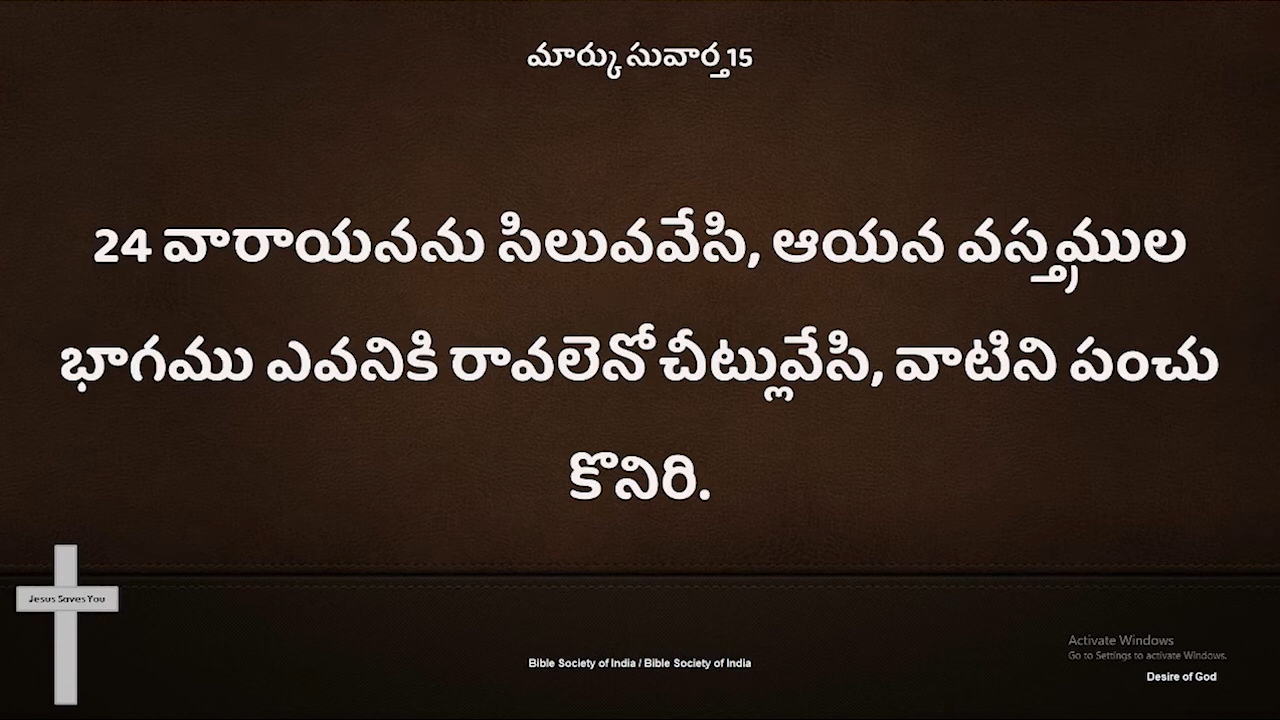 మార్కు సువార్త 15
24 వారాయనను సిలువవేసి, ఆయన వస్త్రముల
భాగము ఎవనికి రావలెనో చీట్లువేసి, వాటిని పంచు
కొనిరి.
Jesus Saves You
Activate Windows
Go to Settings to activate Windows.
Bible Society of India / Bible Society of India
Desire of God